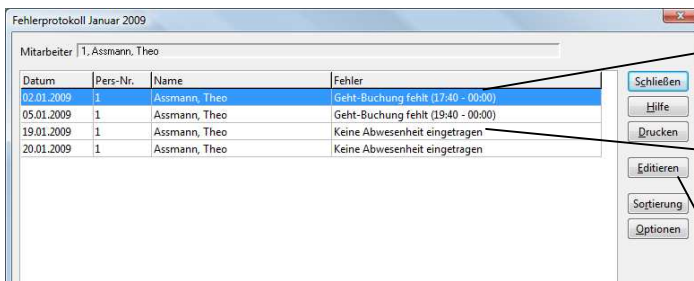 Fehlerprotokoll Januar 2009
Mitarbeiter 1, Assmann, Theo
Datum Pers-Nr. Name Fehler
02.01.2009 1 Assmann, Theo Geht-Buchung fehlt (17:40 - 00:00)
05.01.2009 1 Assmann, Theo Geht-Buchung fehlt (19:40 - 00:00)
19.01.2009 1 Assmann, Theo Keine Abwesenheit eingetragen
20.01.2009 1 Assmann, Theo Keine Abwesenheit eingetragen
Schließen
Hilfe
Drucken
Editieren
Sortierung
Optionen